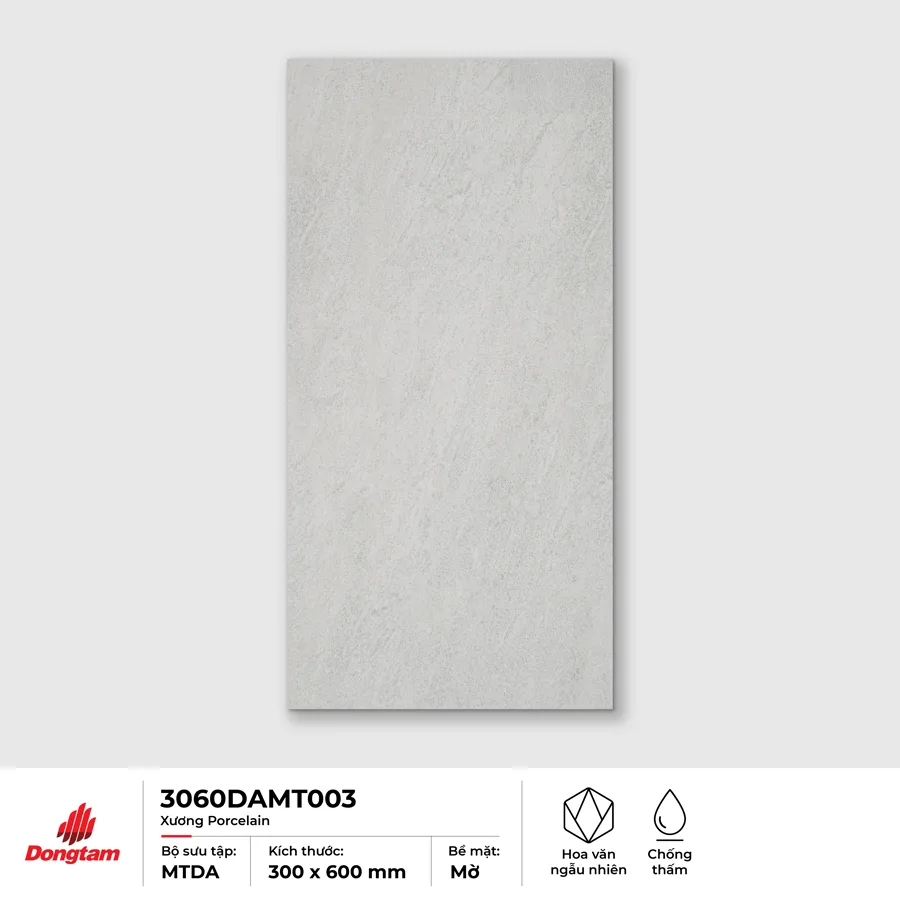 Dongtam
3060DAMT003
Xương Porcelain
Bộ sưu tập:
MTDA
Kích thước:
300 x 600 mm
Bề mặt:
Mờ
Hoa văn
ngẫu nhiên
Chống
thấm